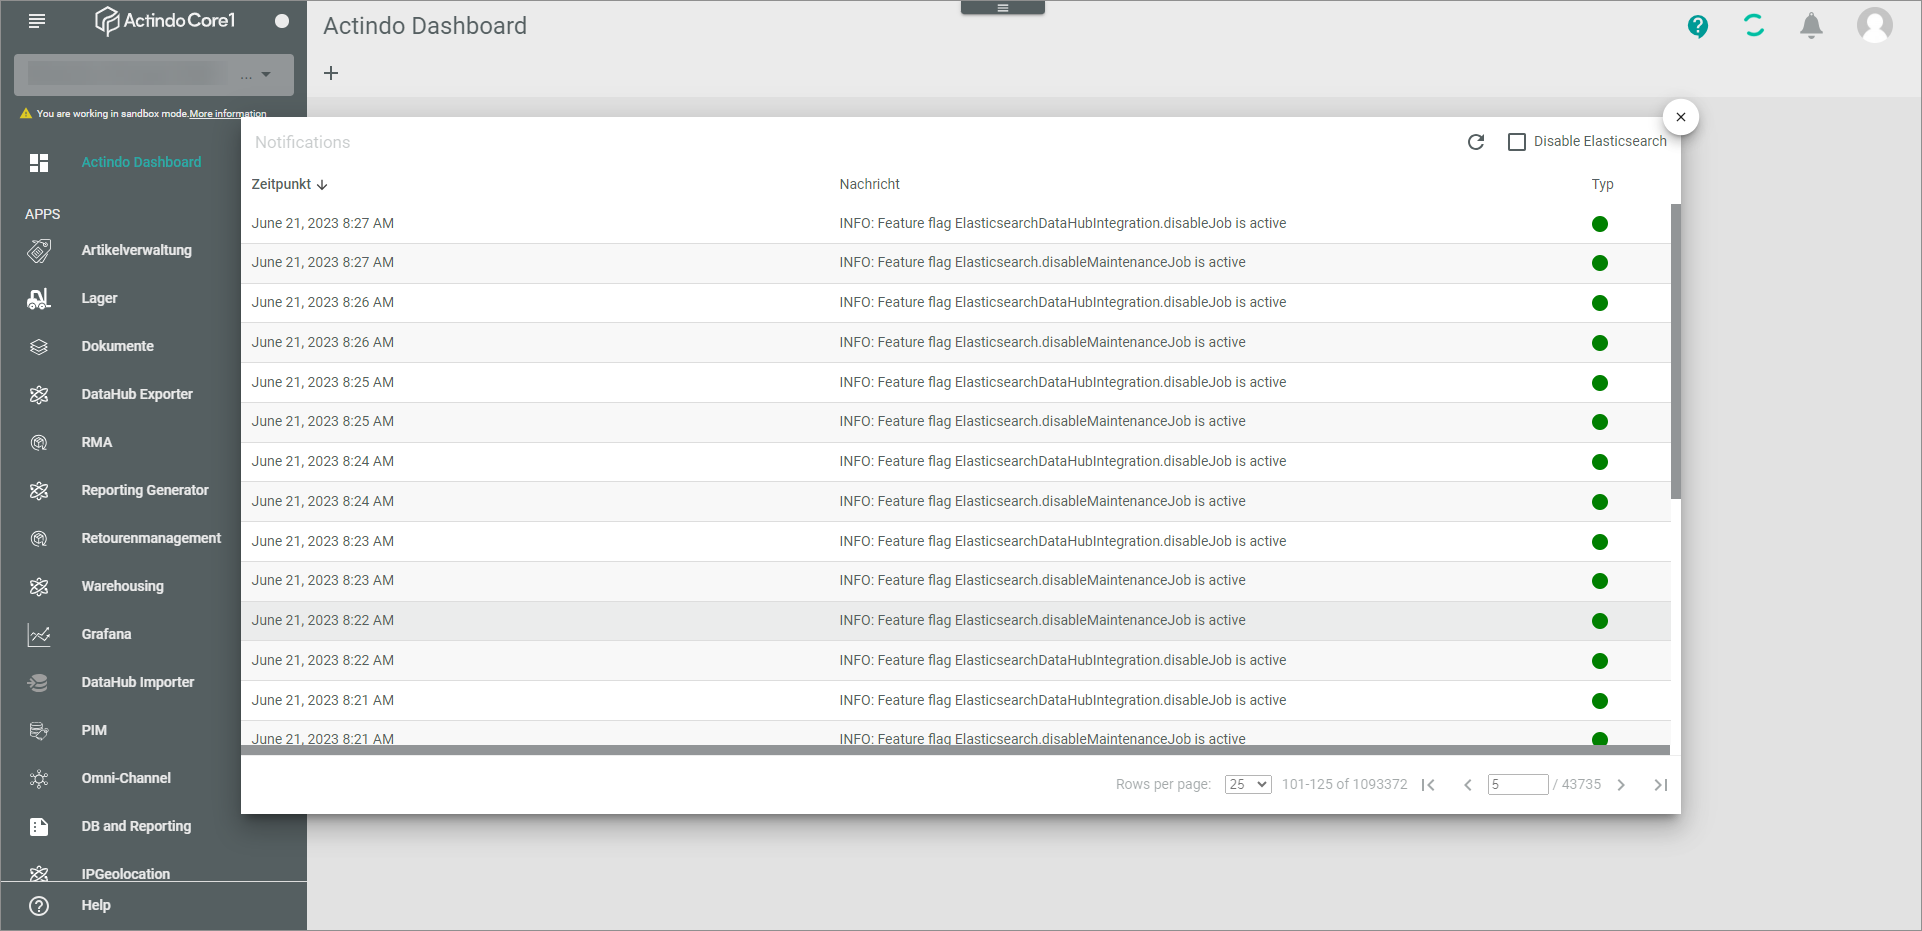 Actindo Core1
Actindo Dashboard
...
You are working in sandbox mode. More information
Actindo Dashboard
APPS
Artikelverwaltung
Lager
Dokumente
DataHub Exporter
RMA
Reporting Generator
Retourenmanagement
Warehousing
Grafana
DataHub Importer
PIM
Omni-Channel
DB and Reporting
IPGeolocation
Help
Notifications
Disable Elasticsearch
Zeitpunkt Nachricht Typ
June 21, 2023 8:27 AM INFO: Feature flag ElasticsearchDataHubIntegration.disableJob is active
June 21, 2023 8:27 AM INFO: Feature flag Elasticsearch.disableMaintenanceJob is active
June 21, 2023 8:26 AM INFO: Feature flag ElasticsearchDataHubIntegration.disableJob is active
June 21, 2023 8:26 AM INFO: Feature flag Elasticsearch.disableMaintenanceJob is active
June 21, 2023 8:25 AM INFO: Feature flag ElasticsearchDataHubIntegration.disableJob is active
June 21, 2023 8:25 AM INFO: Feature flag Elasticsearch.disableMaintenanceJob is active
June 21, 2023 8:24 AM INFO: Feature flag ElasticsearchDataHubIntegration.disableJob is active
June 21, 2023 8:24 AM INFO: Feature flag Elasticsearch.disableMaintenanceJob is active
June 21, 2023 8:23 AM INFO: Feature flag ElasticsearchDataHubIntegration.disableJob is active
June 21, 2023 8:23 AM INFO: Feature flag Elasticsearch.disableMaintenanceJob is active
June 21, 2023 8:22 AM INFO: Feature flag Elasticsearch.disableMaintenanceJob is active
June 21, 2023 8:22 AM INFO: Feature flag ElasticsearchDataHubIntegration.disableJob is active
June 21, 2023 8:21 AM INFO: Feature flag ElasticsearchDataHubIntegration.disableJob is active
June 21, 2023 8:21 AM INFO: Feature flag Elasticsearch.disableMaintenanceJob is active
Rows per page: 25 101-125 of 1093372 5 / 43735